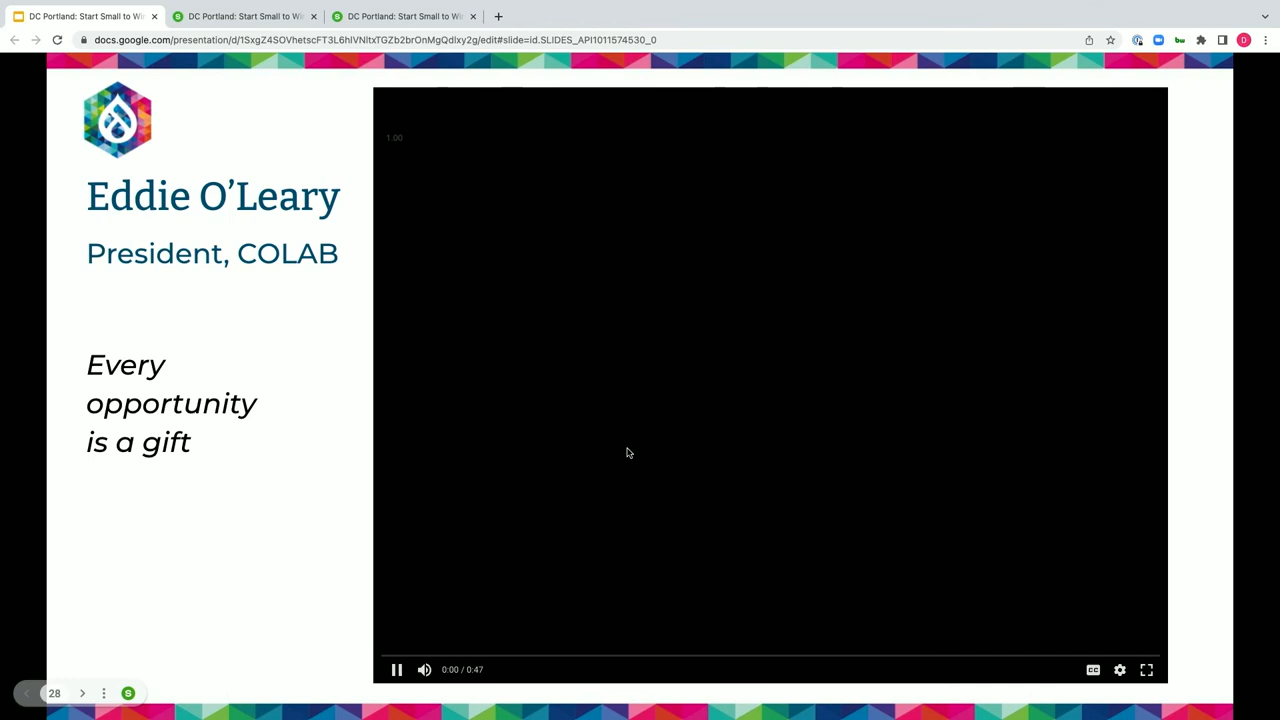 DC Portland: Start Small to Wi
DC Portland: Start Small to Wi
DC Portland: Start Small to Wi
docs.google.com/presentation/d/1SxgZ4SOVhetscFT3L6hIVNltxTGZb2brOnMgQdlxy2g/edit#slide=id.SLIDES_API1011574530_0
D
1.00
Eddie O’Leary
President, COLAB
Every
opportunity
is a gift
0:00 / 0:47
CC
28
S